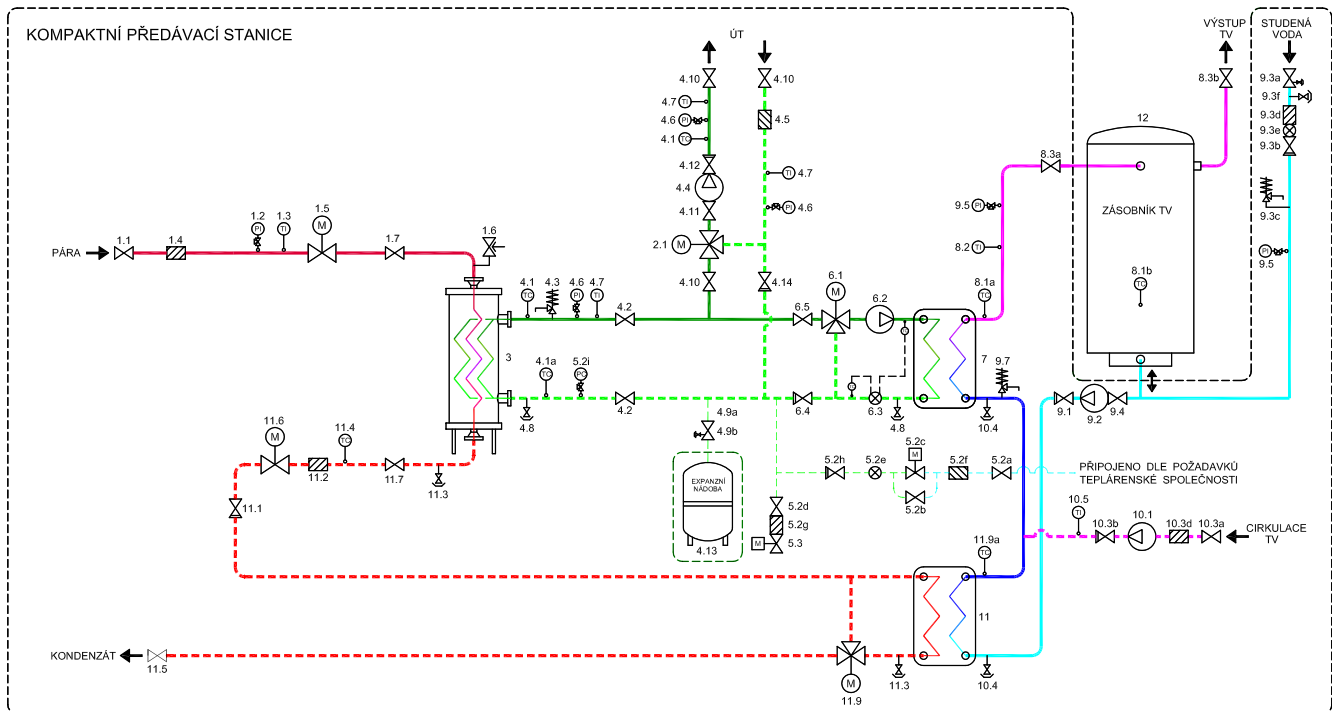 KOMPAKTNÍ PŘEDÁVACÍ STANICE
ÚT
VÝSTUP
TV
STUDENÁ
VODA
4.10
4.10
8.3b
9.3a
9.3f
4.7 TI
4.6 PI
4.1 TC
4.5
9.3d
9.3e
9.3b
12
4.12
4.4
4.11
TI 4.7
PI 4.6
8.3a
ZÁSOBNÍK TV
9.3c
9.5 PI
8.2 TI
PI
9.5
1.2
1.3
1.5
1.6
PI
TI
M
PÁRA
1.1
1.4
1.7
2.1 M
4.10
4.14
4.1
4.3
4.6
4.7
TC
PI
TI
4.2
6.5
6.1
M
6.2
8.1a
TC
8.1b
TC
3
7
TI
TI
9.7
4.1a
TC
5.2i
PC
4.8
4.2
6.4
6.3
4.8
10.4
9.1
9.2
9.4
4.9a
4.9b
11.6
M
11.4
TC
11.2
11.7
11.3
11.1
EXPANZNÍ
NÁDOBA
4.13
5.2h
5.2e
5.2c
M
5.2f
5.2a
5.2b
PŘIPOJENO DLE POŽADAVKŮ
TEPLÁRENSKÉ SPOLEČNOSTI
5.2d
5.2g
M 5.3
10.5
TI
10.3b
10.1
10.3d
10.3a
CIRKULACE
TV
11.9a
TC
11
KONDENZÁT
11.5
M
11.9
11.3
10.4